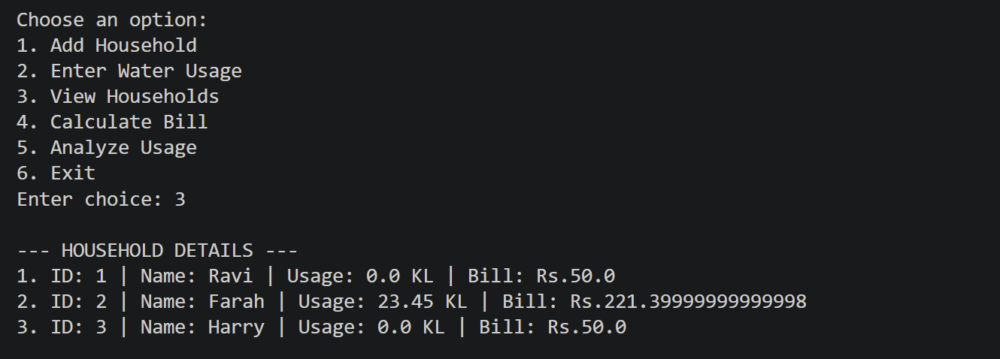 Choose an option:
1. Add Household
2. Enter Water Usage
3. View Households
4. Calculate Bill
5. Analyze Usage
6. Exit
Enter choice: 3
--- HOUSEHOLD DETAILS ---
1. ID: 1 | Name: Ravi | Usage: 0.0 KL | Bill: Rs.50.0
2. ID: 2 | Name: Farah | Usage: 23.45 KL | Bill: Rs.221.39999999999998
3. ID: 3 | Name: Harry | Usage: 0.0 KL | Bill: Rs.50.0